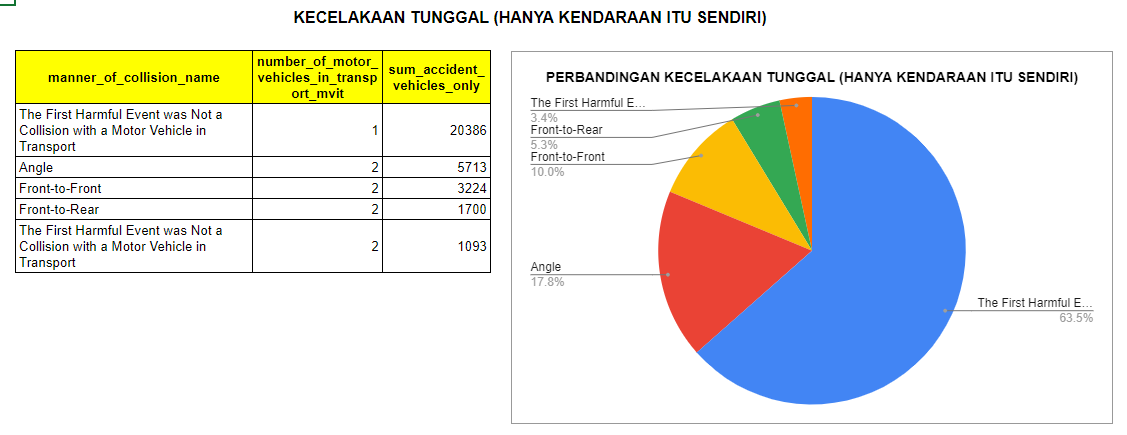 KECELAKAAN TUNGGAL (HANYA KENDARAAN ITU SENDIRI)
manner_of_collision_name
number_of_motor_
vehicles_in_transp
ort_mvit
sum_accident_
vehicles_only
The First Harmful Event was Not a
Collision with a Motor Vehicle in
Transport
1
20386
Angle
2
5713
Front-to-Front
2
3224
Front-to-Rear
2
1700
The First Harmful Event was Not a
Collision with a Motor Vehicle in
Transport
2
1093
PERBANDINGAN KECELAKAAN TUNGGAL (HANYA KENDARAAN ITU SENDIRI)
The First Harmful E...
3.4%
Front-to-Rear
5.3%
Front-to-Front
10.0%
Angle
17.8%
The First Harmful E...
63.5%